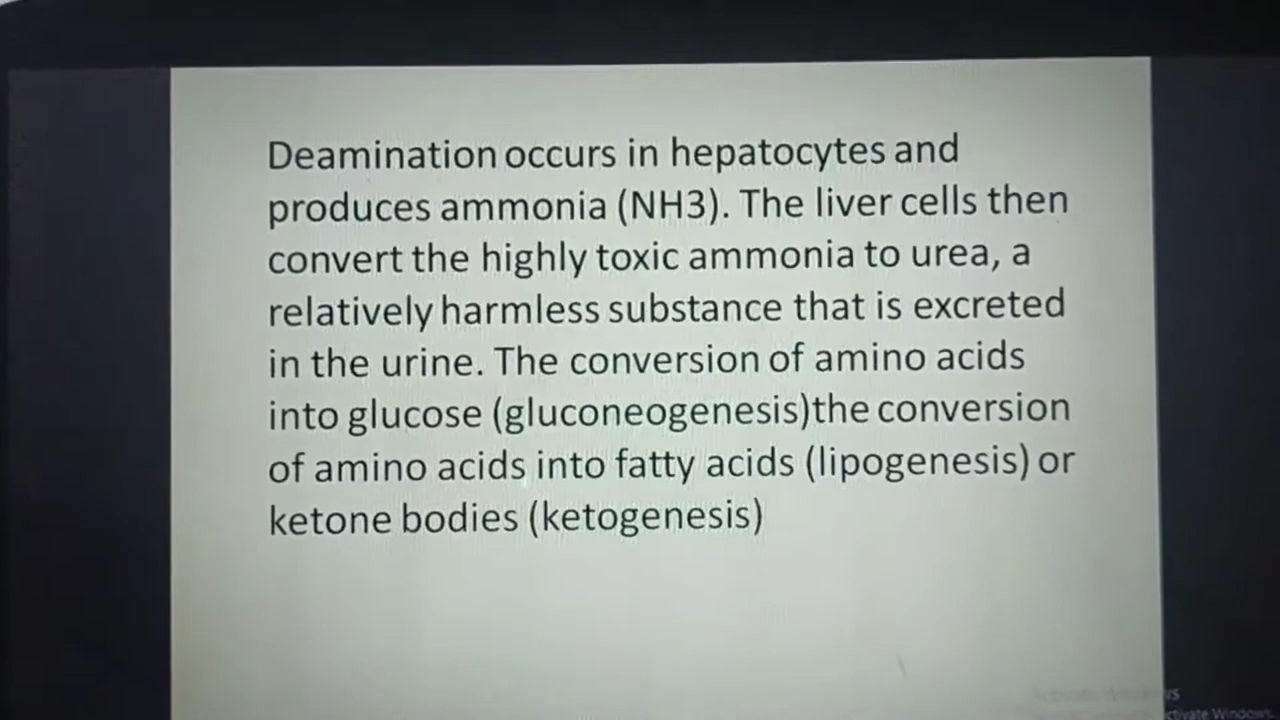 Deamination occurs in hepatocytes and
produces ammonia (NH3). The liver cells then
convert the highly toxic ammonia to urea, a
relatively harmless substance that is excreted
in the urine. The conversion of amino acids
into glucose (gluconeogenesis)the conversion
of amino acids into fatty acids (lipogenesis) or
ketone bodies (ketogenesis)
Activate Windows